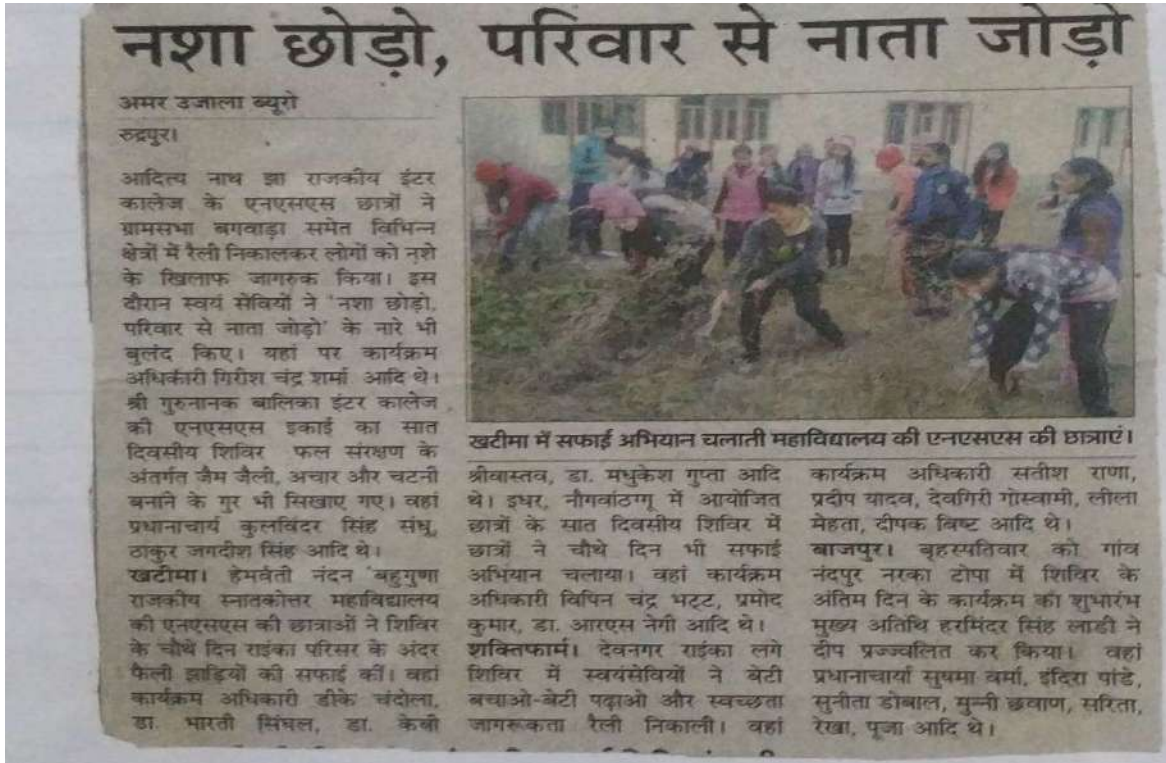 नशा छोड़ो, परिवार से नाता जोड़ो
अमर उजाला ब्यूरो
रुद्रपुर।
आदित्य नाथ झा राजकीय इंटर
कालेज के एनएसएस छात्रों ने
ग्रामसभा बगवाड़ा समेत विभिन्न
क्षेत्रों में रैली निकालकर लोगों को नशे
के खिलाफ जागरुक किया। इस
दौरान स्वयं सेवियों ने 'नशा छोड़ो,
परिवार से नाता जोड़ो' के नारे भी
बुलंद किए। यहां पर कार्यक्रम
अधिकारी गिरीश चंद्र शर्मा आदि थे।
श्री गुरुनानक बालिका इंटर कालेज
की एनएसएस इकाई का सात
दिवसीय शिविर फल संरक्षण के
अंतर्गत जैम जैली, अचार और चटनी
बनाने के गुर भी सिखाए गए। वहां
प्रधानाचार्य कुलविंदर सिंह संधू,
ठाकुर जगदीश सिंह आदि थे।
खटीमा। हेमवती नंदन बहुगुणा
राजकीय स्नातकोत्तर महाविद्यालय
की एनएसएस की छात्राओं ने शिविर
के चौथे दिन राइंका परिसर के अंदर
फैली झाड़ियों की सफाई कीं। वहां
कार्यक्रम अधिकारी डीके चंदोला,
डा. भारती सिंघल, डा. केबी
खटीमा में सफाई अभियान चलाती महाविद्यालय की एनएसएस की छात्राएं।
श्रीवास्तव, डा. मधुकेश गुप्ता आदि
थे। इधर, नौगवांठग्गू में आयोजित
छात्रों के सात दिवसीय शिविर में
छात्रों ने चौथे दिन भी सफाई
अभियान चलाया। वहां कार्यक्रम
अधिकारी विपिन चंद्र भट्ट, प्रमोद
कुमार, डा. आरएस नेगी आदि थे।
शक्तिफार्म। देवनगर राइंका लगे
शिविर में स्वयंसेवियों ने बेटी
बचाओ-बेटी पढ़ाओ और स्वच्छता
जागरूकता रैली निकाली। वहां
कार्यक्रम अधिकारी सतीश राणा,
प्रदीप यादव, देवगिरी गोस्वामी, लीला
मेहता, दीपक बिष्ट आदि थे।
बाजपुर। बृहस्पतिवार को गांव
नंदपुर नरका टोपा में शिविर के
अंतिम दिन के कार्यक्रम का शुभारंभ
मुख्य अतिथि हरमिंदर सिंह लाडी ने
दीप प्रज्ज्वलित कर किया। वहां
प्रधानाचार्या सुषमा वर्मा, इंदिरा पांडे,
सुनीता डोबाल, मुन्नी छवाण, सरिता,
रेखा, पूजा आदि थे।